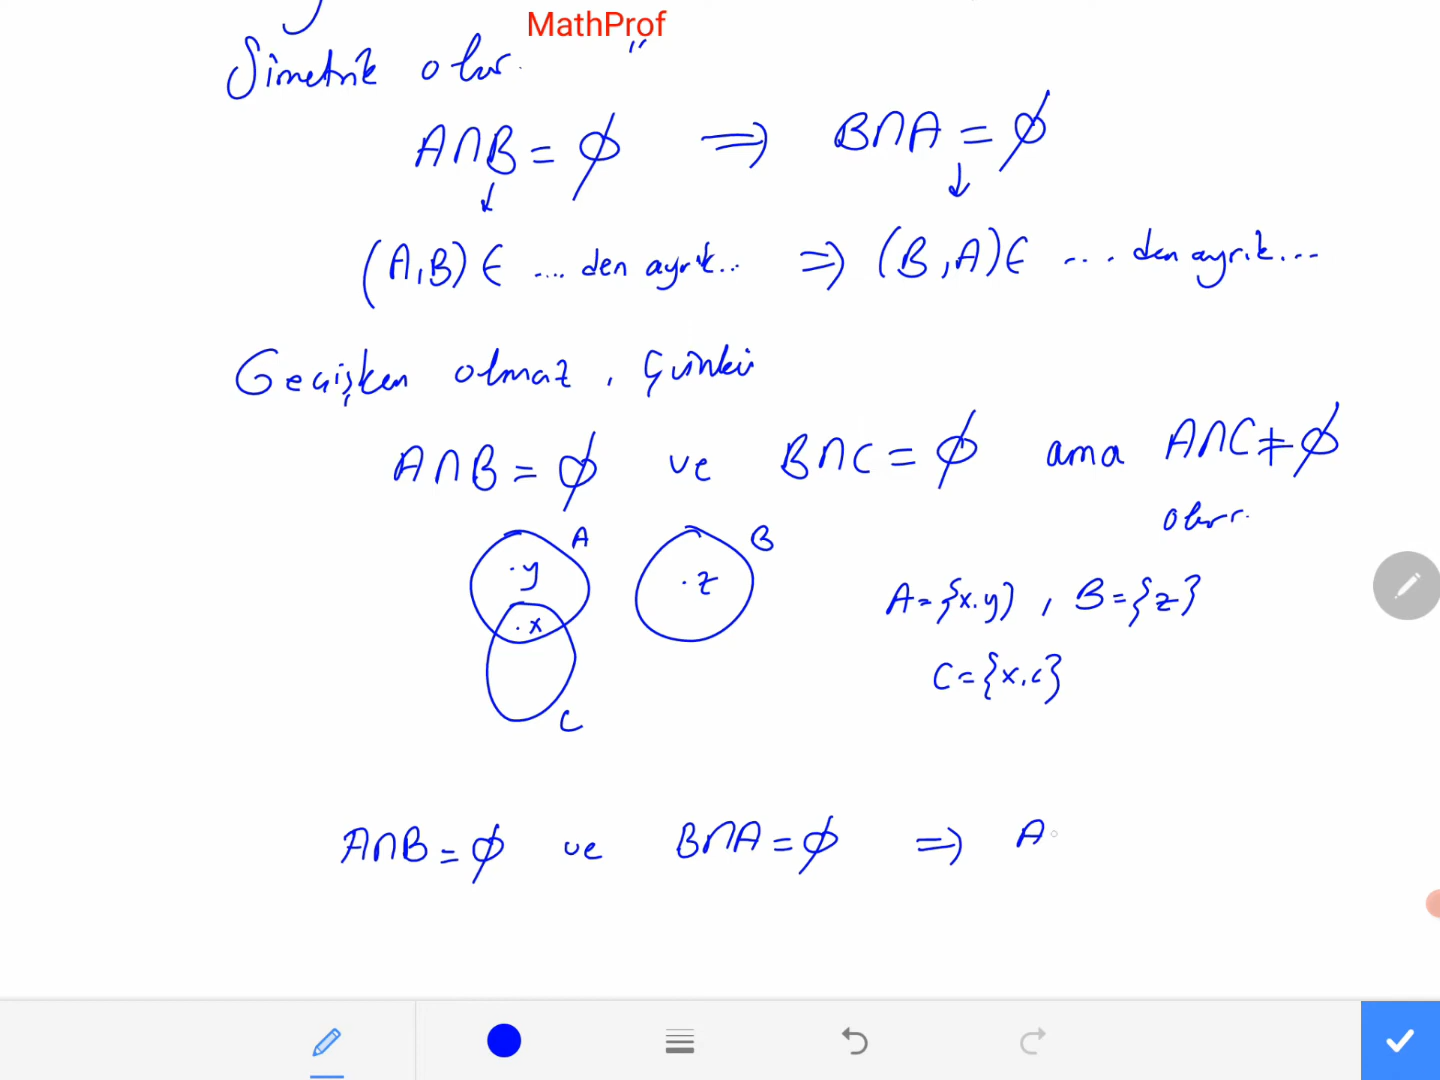 MathProf
Simetrik olur. "
A∩B = ∅ ⇒ B∩A = ∅
↓ ↓
(A,B) ∈ .... den ayrık... ⇒ (B,A) ∈ .... den ayrık...
Geçişken olmaz, Çünkü
A∩B = ∅ ve B∩C = ∅ ama A∩C ≠ ∅
olur.
A B
.y .z
.x
C
A={x.y} , B={z}
C={x,c}
A∩B = ∅ ve B∩A = ∅ ⇒ A